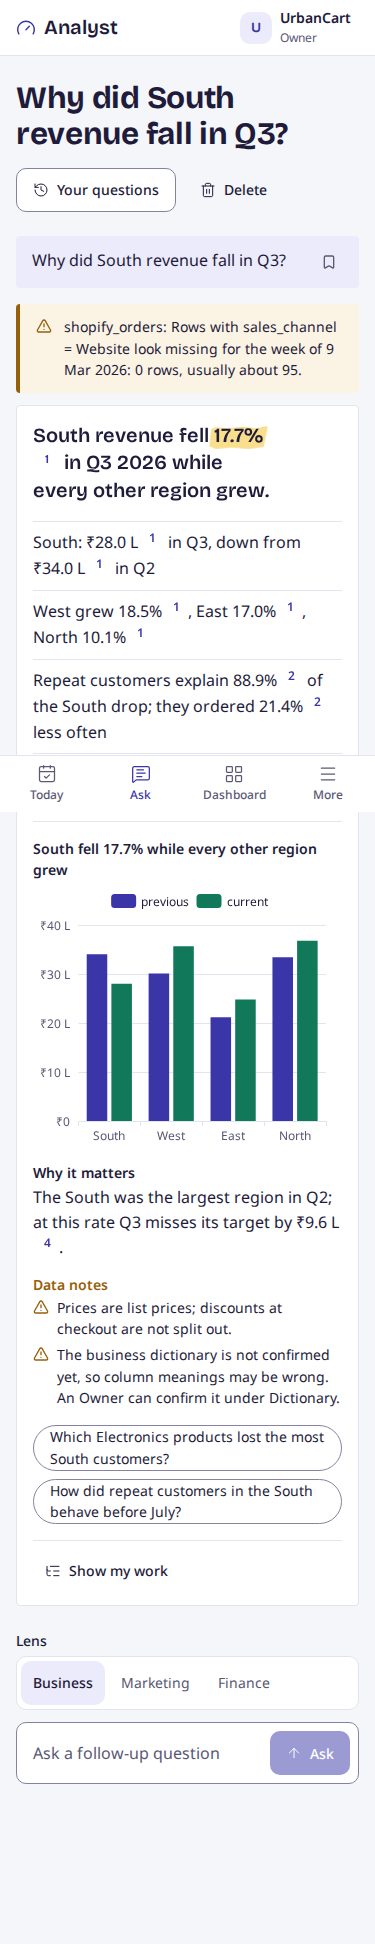 Analyst
U
UrbanCart
Owner
Why did South
revenue fall in Q3?
Your questions
Delete
Why did South revenue fall in Q3?
shopify_orders: Rows with sales_channel
= Website look missing for the week of 9
Mar 2026: 0 rows, usually about 95.
South revenue fell 17.7%
1 in Q3 2026 while
every other region grew.
South: ₹28.0 L 1 in Q3, down from
₹34.0 L 1 in Q2
West grew 18.5% 1 , East 17.0% 1 ,
North 10.1% 1
Repeat customers explain 88.9% 2 of
the South drop; they ordered 21.4% 2
less often
Today
Ask
Dashboard
More
South fell 17.7% while every other region
grew
previous
current
₹40 L
₹30 L
₹20 L
₹10 L
₹0
South
West
East
North
Why it matters
The South was the largest region in Q2;
at this rate Q3 misses its target by ₹9.6 L
4 .
Data notes
Prices are list prices; discounts at
checkout are not split out.
The business dictionary is not confirmed
yet, so column meanings may be wrong.
An Owner can confirm it under Dictionary.
Which Electronics products lost the most
South customers?
How did repeat customers in the South
behave before July?
Show my work
Lens
Business
Marketing
Finance
Ask a follow-up question
Ask